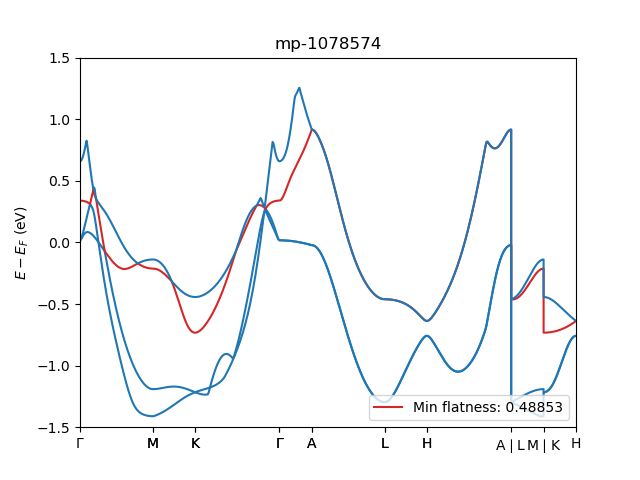 mp-1078574
E − E_F (eV)
1.5
1.0
0.5
0.0
−0.5
−1.0
−1.5
Min flatness: 0.48853
Γ M K Γ A L H A | L M | K H